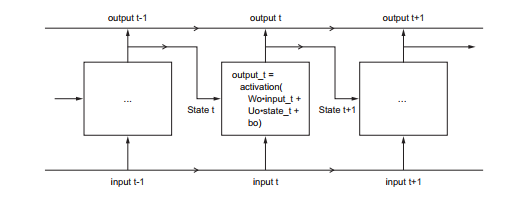 output t-1
output t
output t+1
...
output_t =
activation(
Wo•input_t +
Uo•state_t +
bo)
...
State t
State t+1
input t-1
input t
input t+1